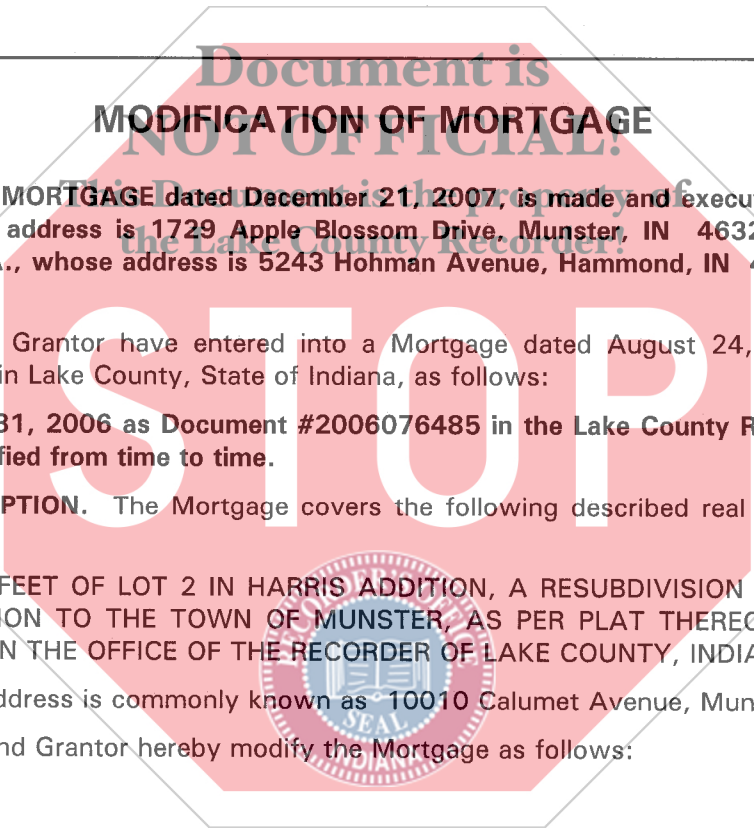 Document is
MODIFICATION OF MORTGAGE
NOT OFFICIAL!
MORTGAGE dated December 21, 2007, is made and execu
This Document is the property of
address is 1729 Apple Blossom Drive, Munster, IN 4632
the Lake County Recorder!
., whose address is 5243 Hohman Avenue, Hammond, IN
Grantor have entered into a Mortgage dated August 24,
in Lake County, State of Indiana, as follows:
31, 2006 as Document #2006076485 in the Lake County R
fied from time to time.
STOP
PTION. The Mortgage covers the following described real
FEET OF LOT 2 IN HARRIS ADDITION, A RESUBDIVISION
ION TO THE TOWN OF MUNSTER, AS PER PLAT THEREO
N THE OFFICE OF THE RECORDER OF LAKE COUNTY, INDIA
ddress is commonly known as 10010 Calumet Avenue, Mun
nd Grantor hereby modify the Mortgage as follows:
RECORDER'S OFFICE
SEAL
INDIANA